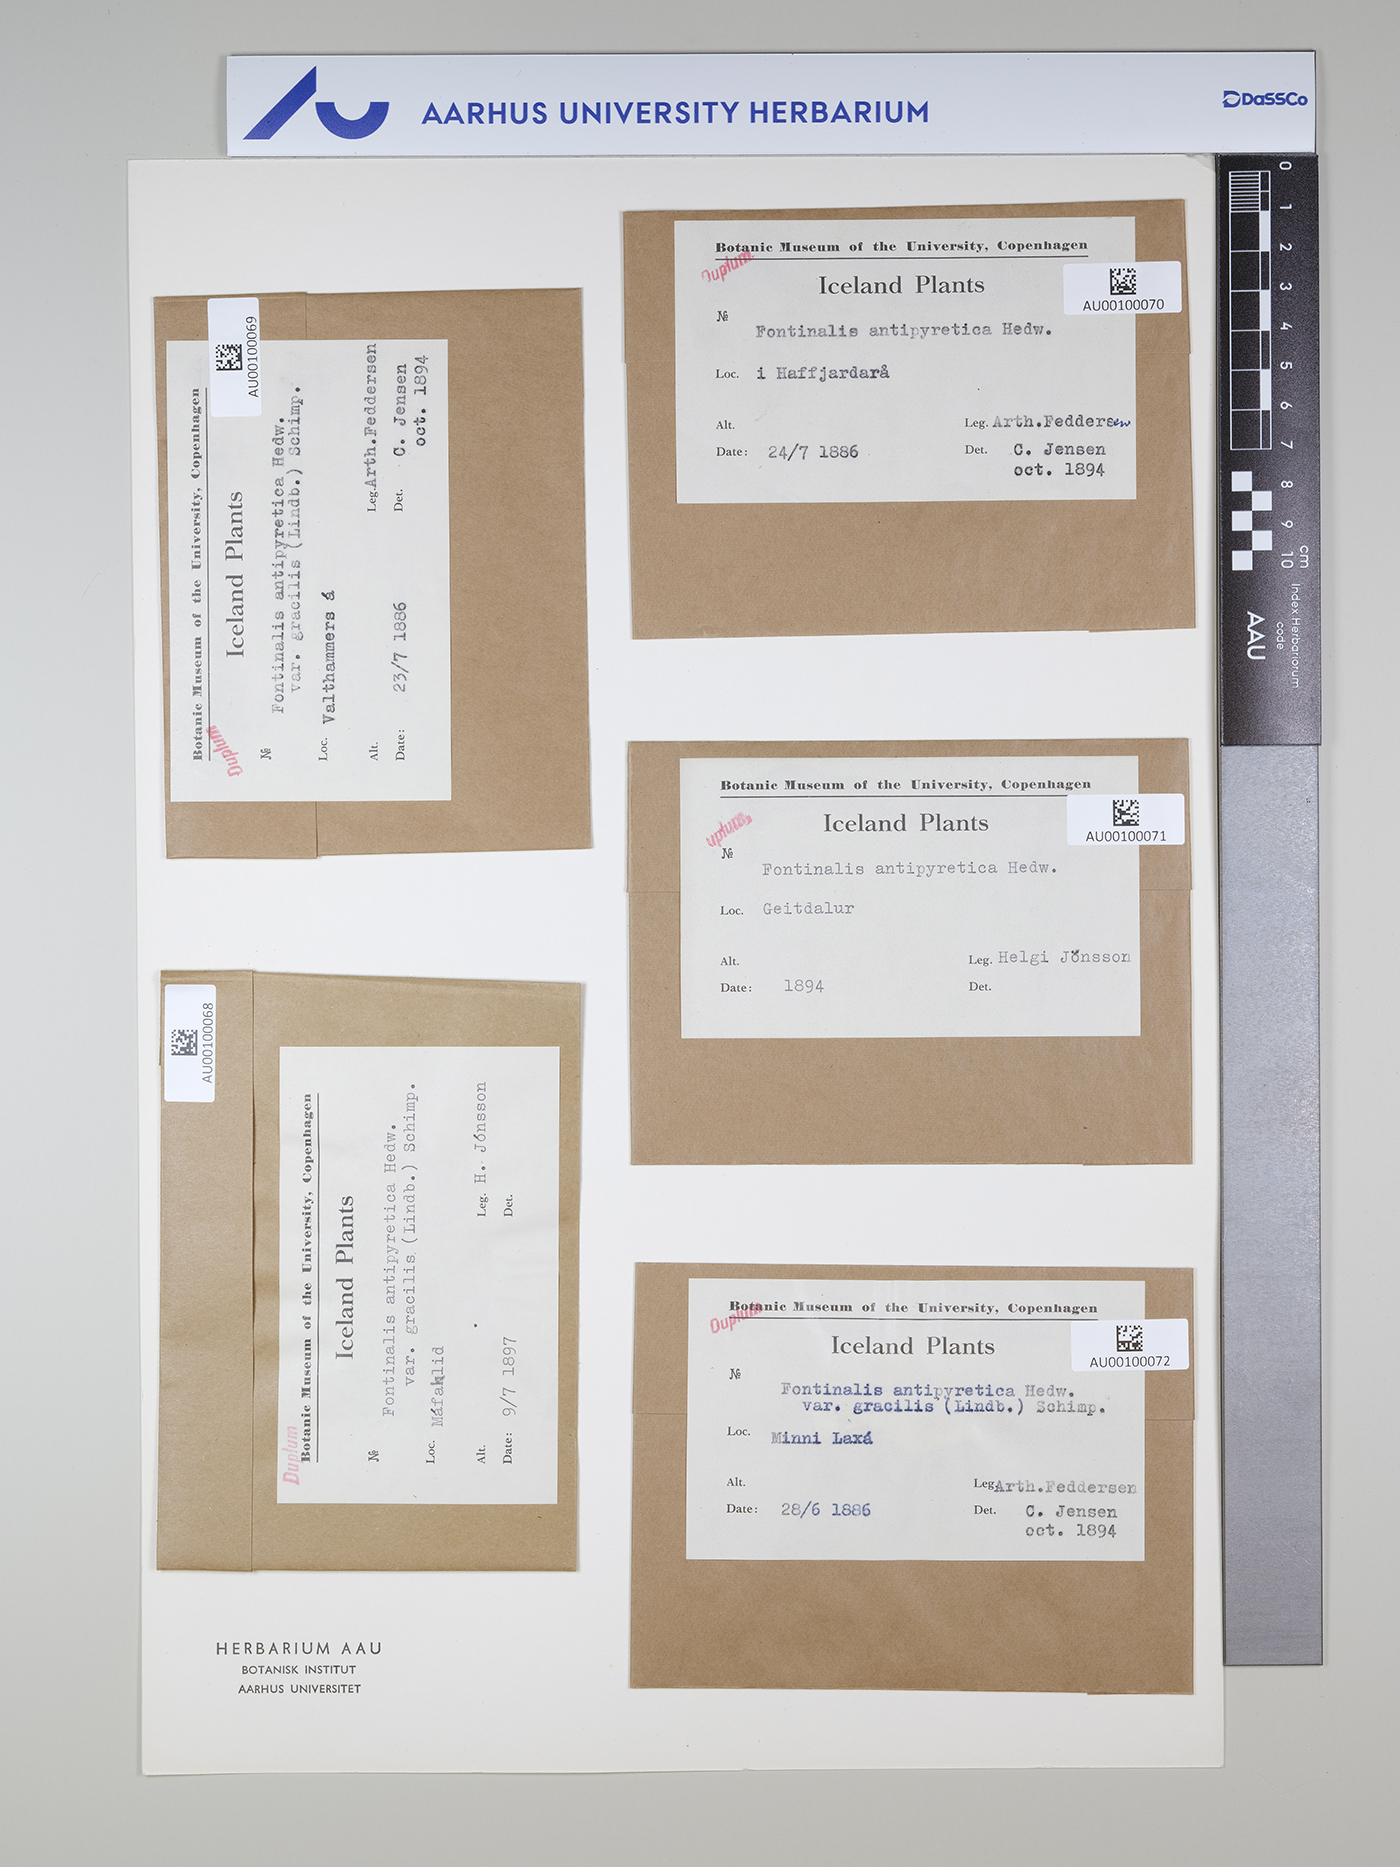 AARHUS UNIVERSITY HERBARIUM
DaSSCo
AU00100069
Botanic Museum of the University, Copenhagen
Duplum
Iceland Plants
№
Fontinalis antipyretica Hedw.
var. gracilis (Lindb.) Schimp.
Loc. Valthammers á
Alt.
Leg. Arth.Feddersen
Date: 23/7 1886
Det. C. Jensen
oct. 1894
AU00100068
Duplum
Botanic Museum of the University, Copenhagen
Iceland Plants
№
Fontinalis antipyretica Hedw.
var. gracilis (Lindb.) Schimp.
Loc. Máfahlid
Alt.
Leg. H. Jónsson
Date: 9/7 1897
Det.
HERBARIUM AAU
BOTANISK INSTITUT
AARHUS UNIVERSITET
Botanic Museum of the University, Copenhagen
Duplum
Iceland Plants
AU00100070
№
Fontinalis antipyretica Hedw.
Loc. i Haffjardarå
Alt.
Leg. Arth.Feddersen
Date: 24/7 1886
Det. C. Jensen
oct. 1894
Botanic Museum of the University, Copenhagen
uplum
Iceland Plants
AU00100071
№
Fontinalis antipyretica Hedw.
Loc. Geitdalur
Alt.
Leg. Helgi Jónsson
Date: 1894
Det.
Botanic Museum of the University, Copenhagen
Duplum
Iceland Plants
AU00100072
№
Fontinalis antipyretica Hedw.
var. gracilis (Lindb.) Schimp.
Loc. Minni Laxá
Alt.
Leg. Arth.Feddersen
Date: 28/6 1886
Det. C. Jensen
oct. 1894
0 1 2 3 4 5 6 7 8 9 10
cm
Index Herbariorum
code
AAU